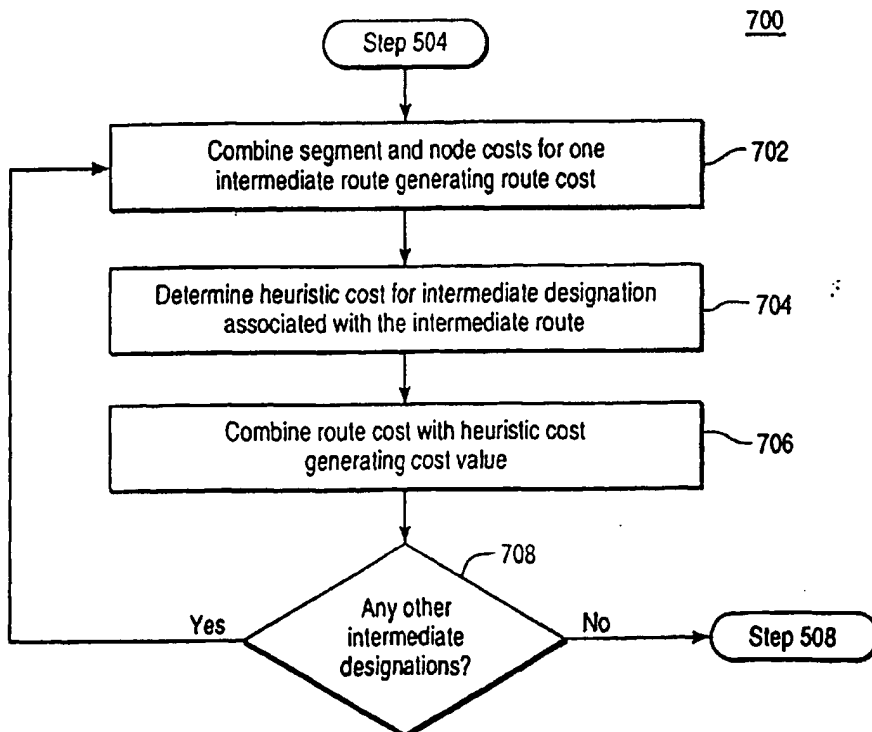 700
Step 504
Combine segment and node costs for one
intermediate route generating route cost
702
Determine heuristic cost for intermediate designation
associated with the intermediate route
704
Combine route cost with heuristic cost
generating cost value
706
708
Any other
intermediate
designations?
Yes
No
Step 508